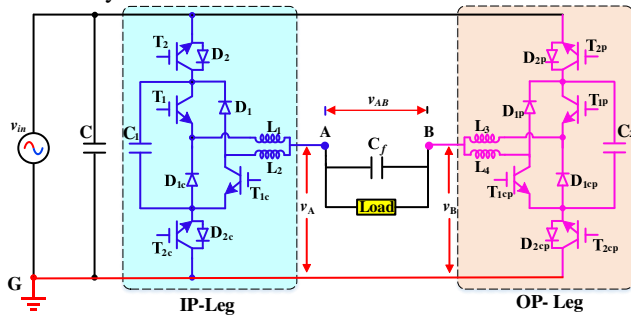 T2
D2
T1
D1
C1
L1
L2
D1c
T1c
T2c
D2c
vin
C
G
IP-Leg
vAB
A
B
Cf
Load
vA
vB
D2p
T2p
D1p
T1p
L3
L4
T1cp
D1cp
D2cp
T2cp
OP- Leg